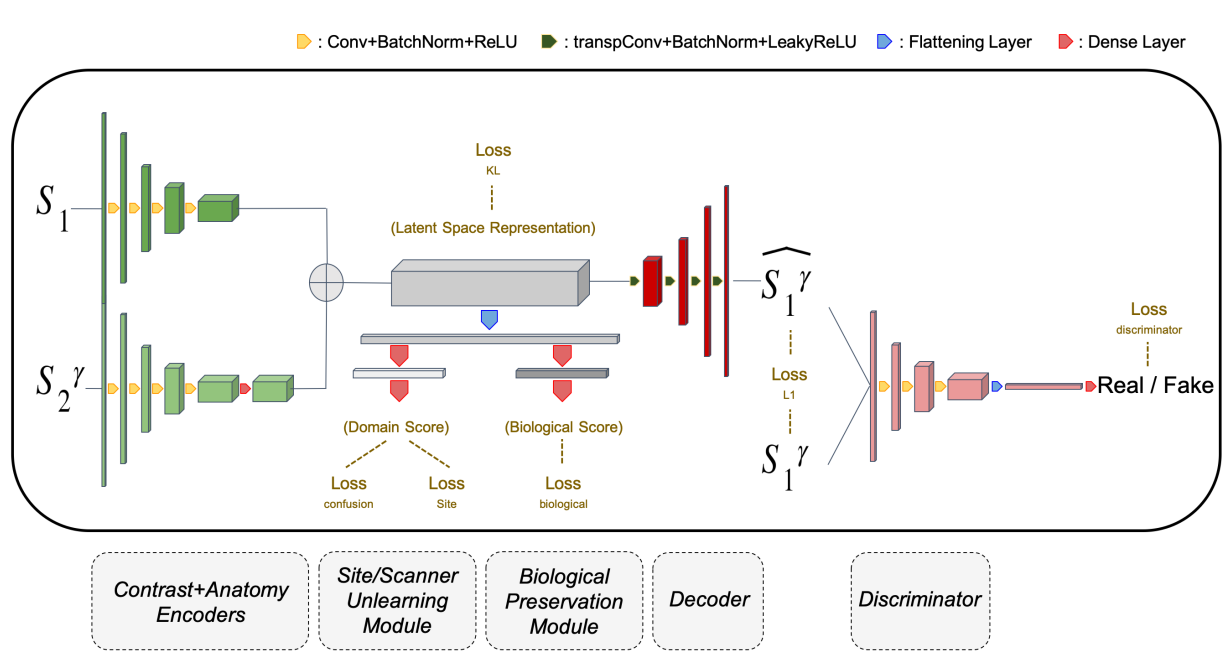 : Conv+BatchNorm+ReLU : transpConv+BatchNorm+LeakyReLU : Flattening Layer : Dense Layer
Loss
KL
(Latent Space Representation)
S1
S2γ
(Domain Score)
(Biological Score)
Loss
confusion
Loss
Site
Loss
biological
S1γ
Loss
L1
S1γ
Loss
discriminator
Real / Fake
Contrast+Anatomy
Encoders
Site/Scanner
Unlearning
Module
Biological
Preservation
Module
Decoder
Discriminator